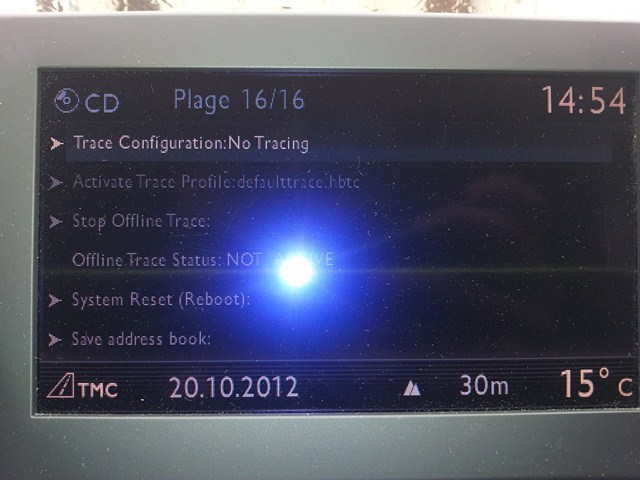 CD Plage 16/16 14:54
Trace Configuration:No Tracing
Activate Trace Profile:defaulttrace.hbtc
Stop Offline Trace:
Offline Trace Status: NOT
System Reset (Reboot):
Save address book:
TMC 20.10.2012 30m 15° C